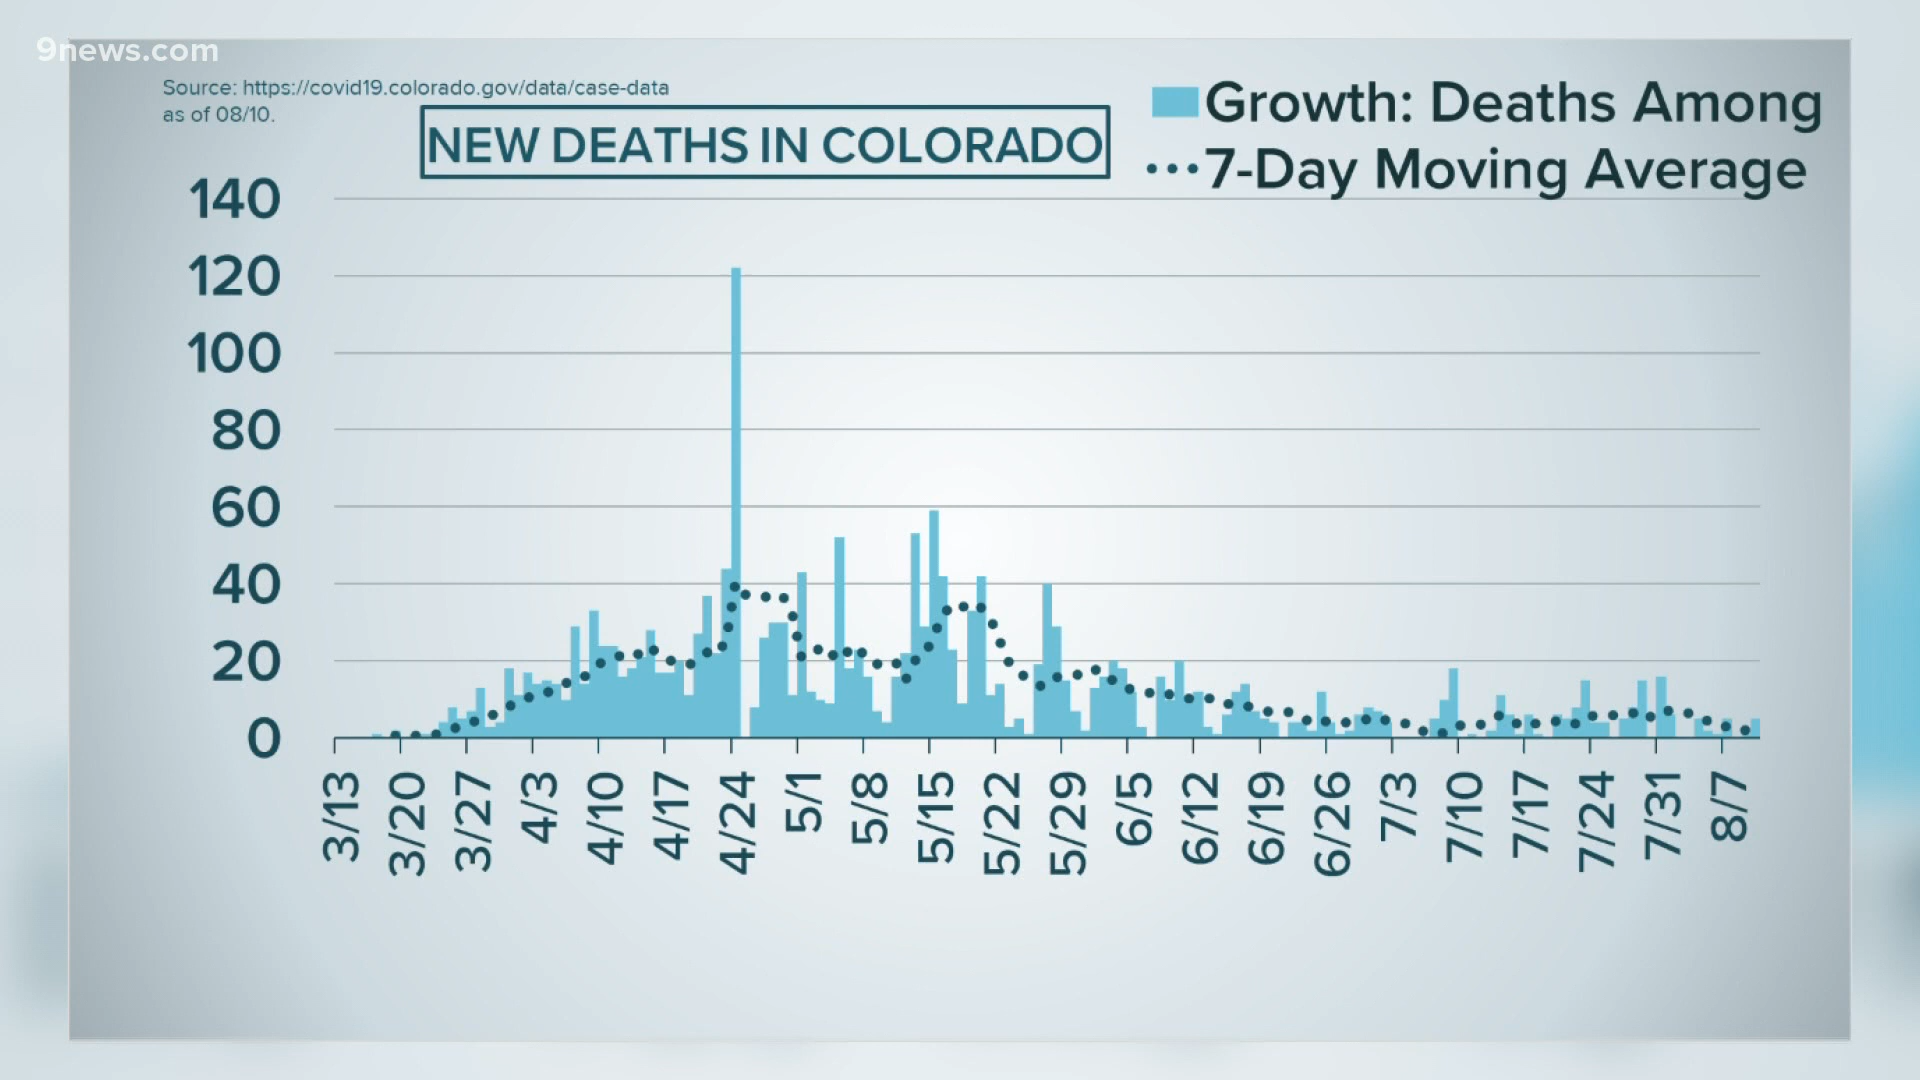 9news.com
Source: https://covid19.colorado.gov/data/case-data
as of 08/10.
NEW DEATHS IN COLORADO
Growth: Deaths Among
7-Day Moving Average
140
120
100
80
60
40
20
0
3/13 3/20 3/27 4/3 4/10 4/17 4/24 5/1 5/8 5/15 5/22 5/29 6/5 6/12 6/19 6/26 7/3 7/10 7/17 7/24 7/31 8/7